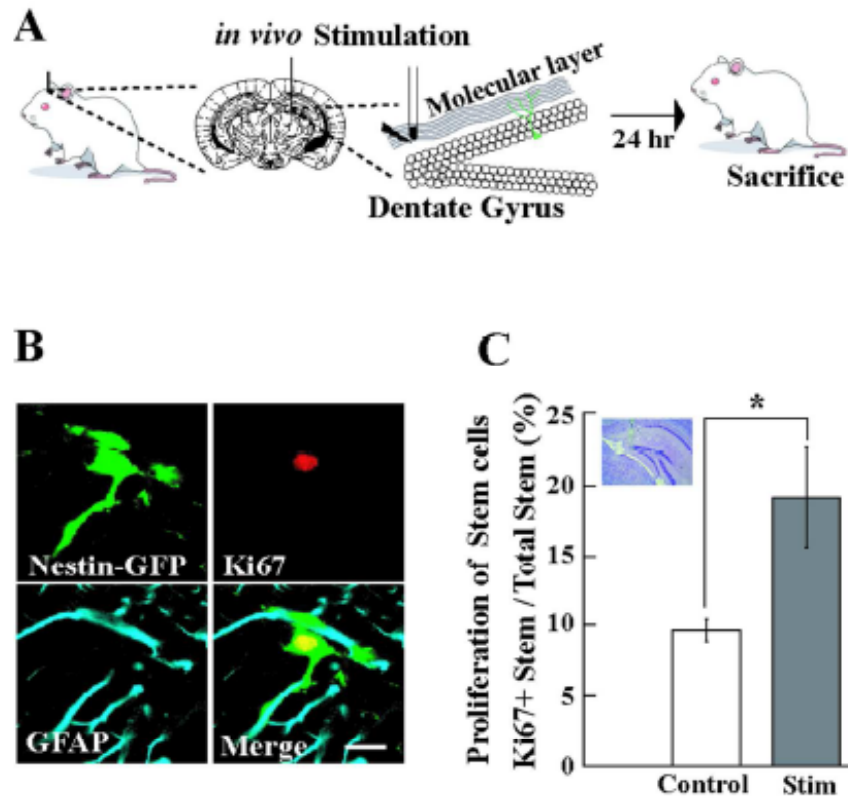 A
in vivo Stimulation
Molecular layer
Dentate Gyrus
24 hr
Sacrifice
B
Nestin-GFP
Ki67
GFAP
Merge
C
Proliferation of Stem cells
Ki67+ Stem / Total Stem (%)
25
*
20
15
10
5
0
Control
Stim